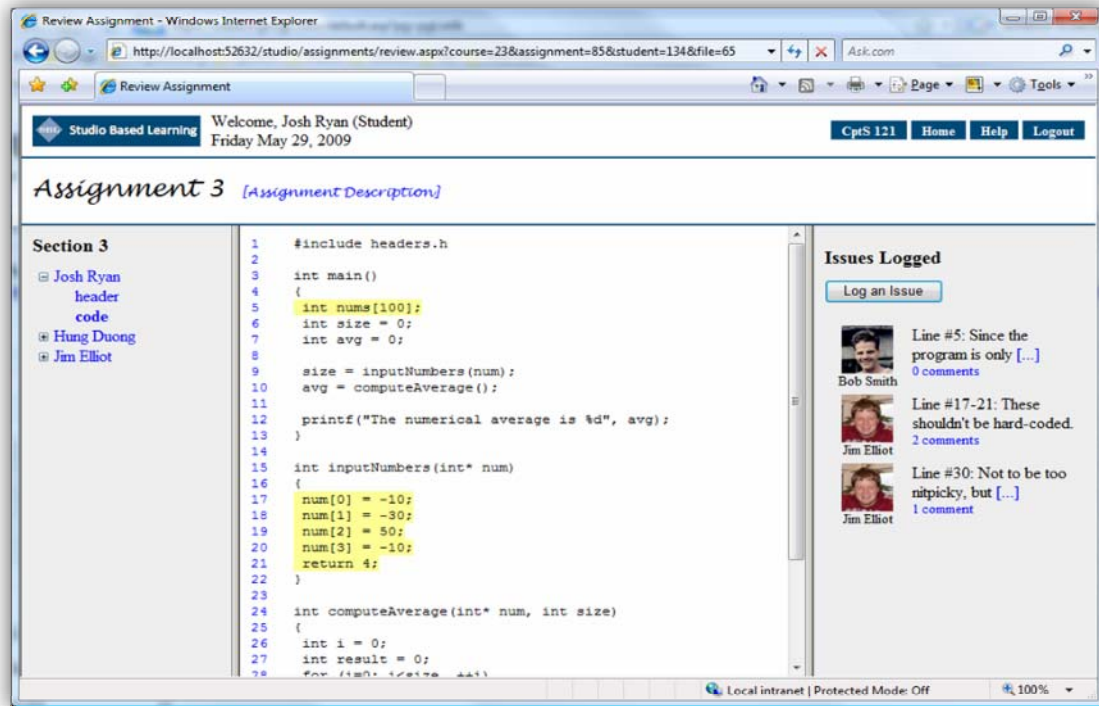 Review Assignment - Windows Internet Explorer
http://localhost:52632/studio/assignments/review.aspx?course=23&assignment=85&student=134&file=65
Ask.com
Review Assignment
Page
Tools
Studio Based Learning
Welcome, Josh Ryan (Student)
Friday May 29, 2009
CptS 121 Home Help Logout
Assignment 3 [Assignment Description]
Section 3
Josh Ryan
header
code
Hung Duong
Jim Elliot
1 #include headers.h
2
3 int main()
4 {
5 int nums[100];
6 int size = 0;
7 int avg = 0;
8
9 size = inputNumbers(num);
10 avg = computeAverage();
11
12 printf("The numerical average is %d", avg);
13 }
14
15 int inputNumbers(int* num)
16 {
17 num[0] = -10;
18 num[1] = -30;
19 num[2] = 50;
20 num[3] = -10;
21 return 4;
22 }
23
24 int computeAverage(int* num, int size)
25 {
26 int i = 0;
27 int result = 0;
28 for (i=0; i<size, ++i)
Issues Logged
Log an Issue
Line #5: Since the
program is only [...]
0 comments
Bob Smith
Line #17-21: These
shouldn't be hard-coded.
2 comments
Jim Elliot
Line #30: Not to be too
nitpicky, but [...]
1 comment
Jim Elliot
Local intranet | Protected Mode: Off
100%